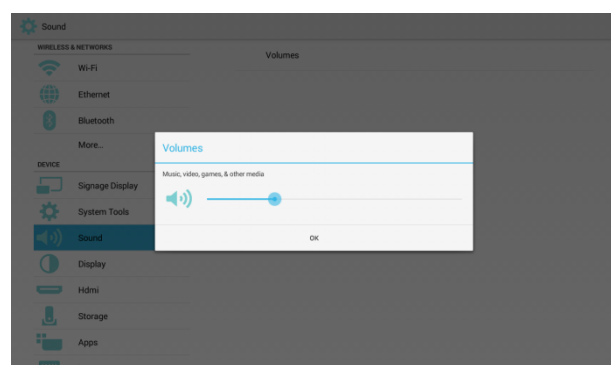 Sound
WIRELESS & NETWORKS
Wi-Fi
Ethernet
Bluetooth
More...
DEVICE
Signage Display
System Tools
Sound
Display
Hdmi
Storage
Apps
Volumes
Volumes
Music, video, games, & other media
OK